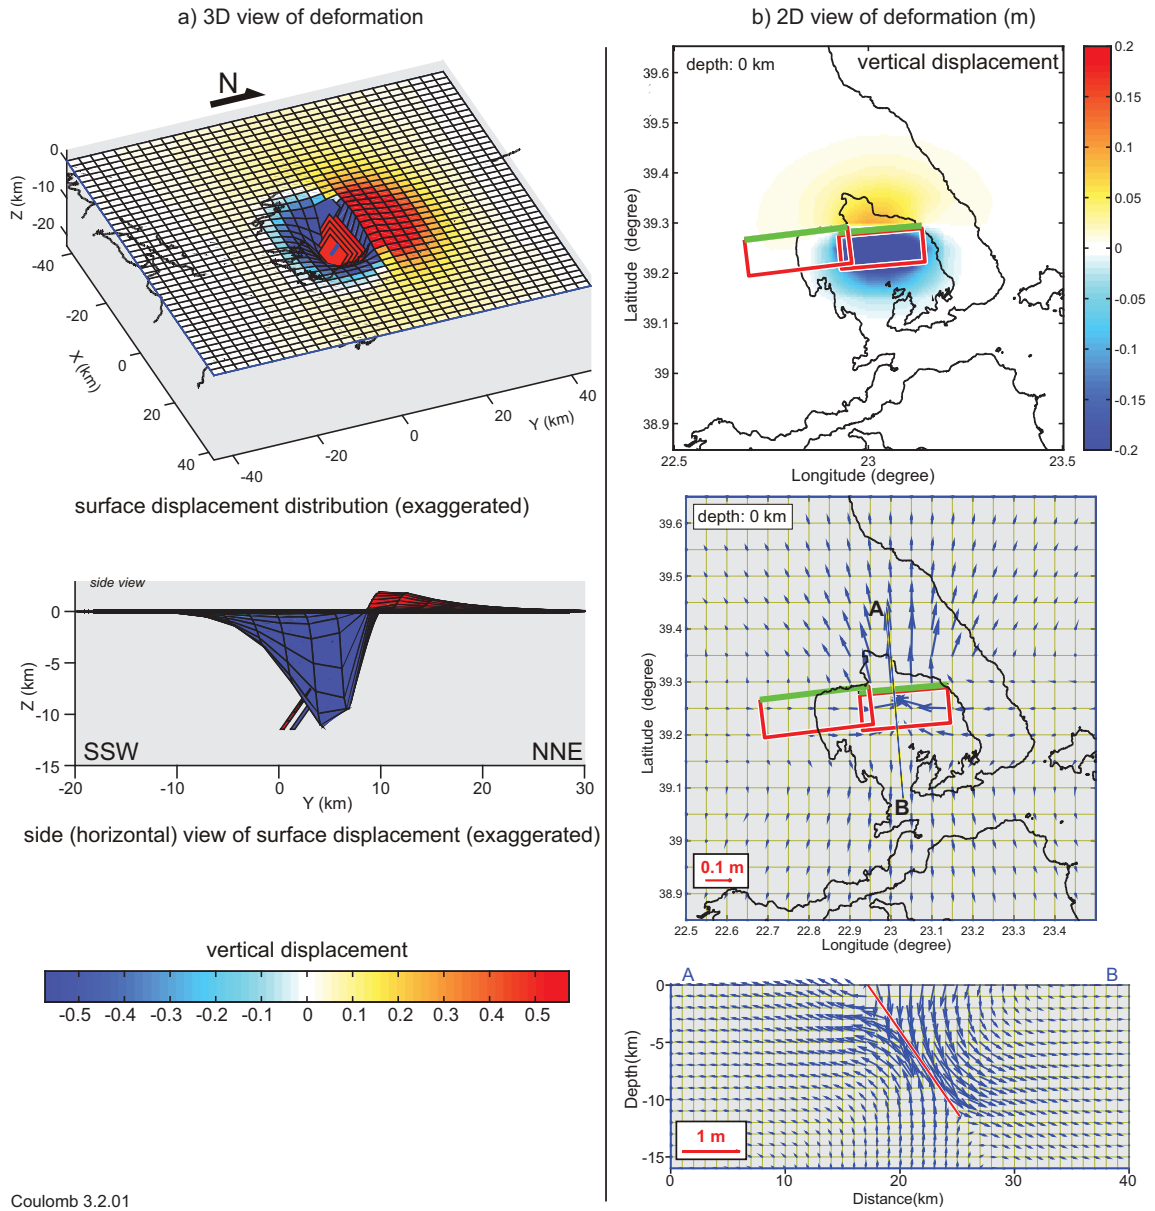 a) 3D view of deformation
N
0
-10
-20
-30
Z (km)
-40
-20
0
20
40
X (km)
-40
-20
0
20
40
Y (km)
surface displacement distribution (exaggerated)
side view
0
-5
-10
-15
Z (km)
SSW
NNE
-20
-10
0
10
20
30
Y (km)
side (horizontal) view of surface displacement (exaggerated)
vertical displacement
-0.5 -0.4 -0.3 -0.2 -0.1 0 0.1 0.2 0.3 0.4 0.5
Coulomb 3.2.01
b) 2D view of deformation (m)
depth: 0 km
vertical displacement
39.6
39.5
39.4
39.3
39.2
39.1
39
38.9
Latitude (degree)
22.5
23
23.5
Longitude (degree)
0.2
0.15
0.1
0.05
0
-0.05
-0.1
-0.15
-0.2
depth: 0 km
39.6
39.5
39.4
39.3
39.2
39.1
39
38.9
Latitude (degree)
A
B
0.1 m
22.5 22.6 22.7 22.8 22.9 23 23.1 23.2 23.3 23.4
Longitude (degree)
A
B
0
-5
-10
-15
Depth(km)
1 m
0
10
20
30
40
Distance(km)